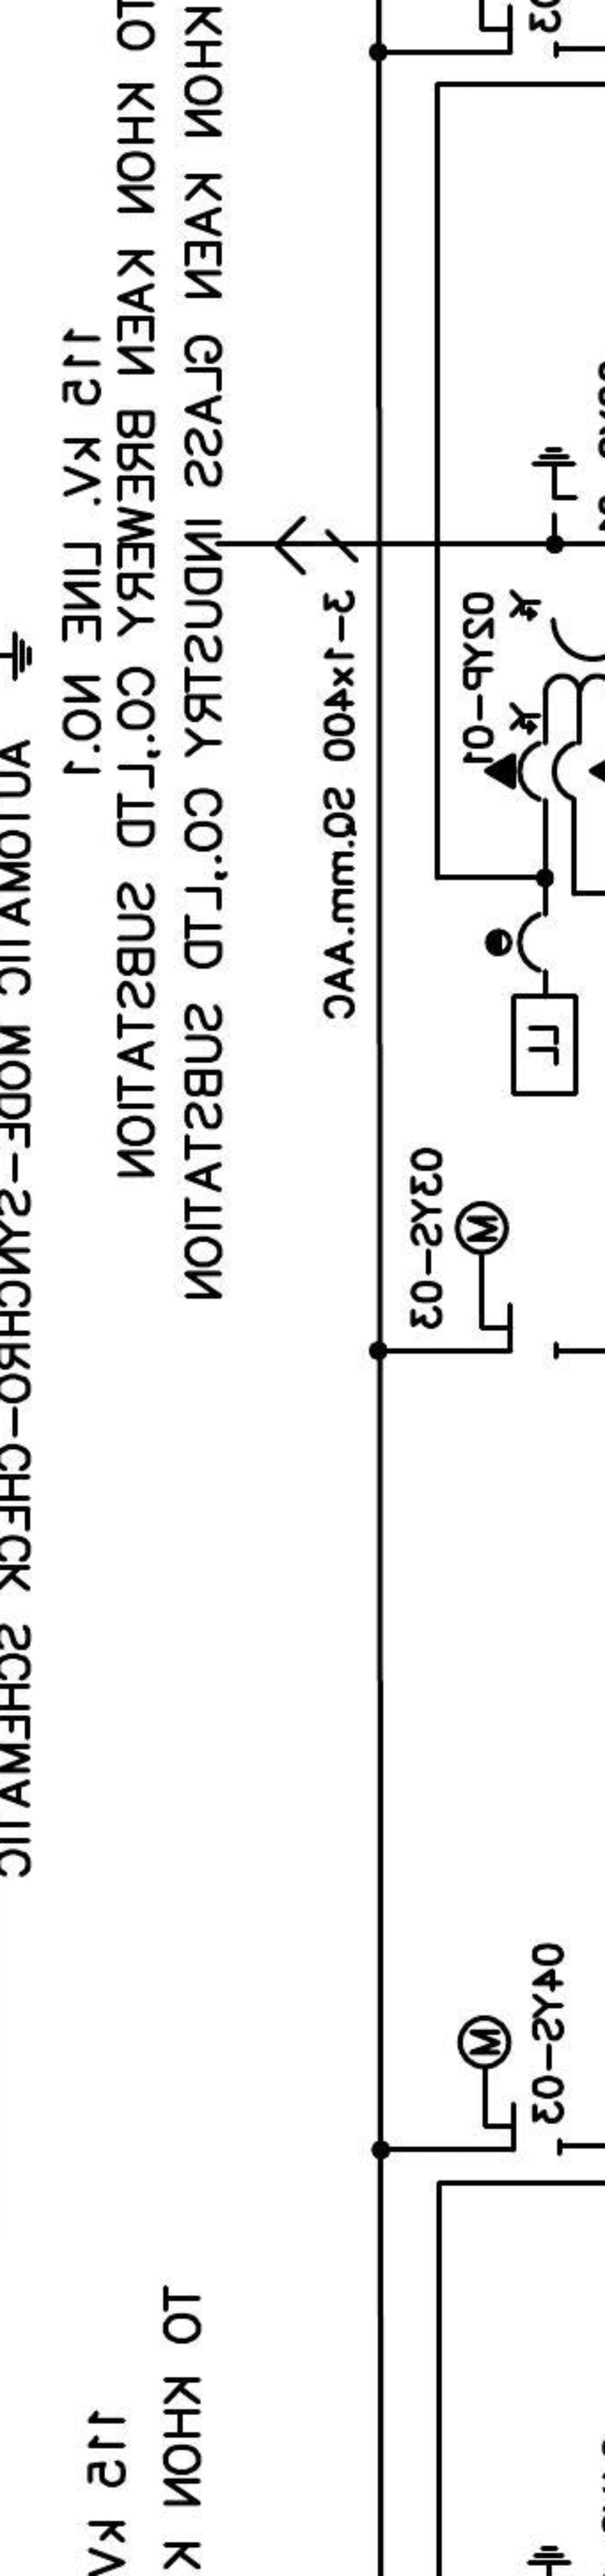 03
02YP-01
LL
3-1x400 SQ.mm.AAC
KHON KAEN GLASS INDUSTRY CO.,LTD SUBSTATION
TO KHON KAEN BREWERY CO.,LTD SUBSTATION
115 kV. LINE NO.1
AUTOMATIC MODE-SYNCHRO-CHECK SCHEMATIC
M
03YS-03
04YS-03
M
TO KHON K
115 kV